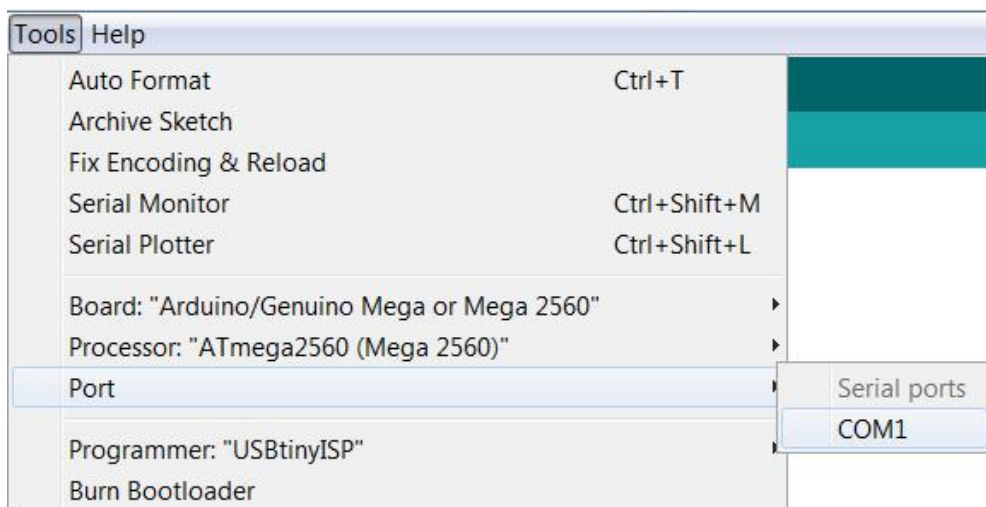 Tools Help
Auto Format Ctrl+T
Archive Sketch
Fix Encoding & Reload
Serial Monitor Ctrl+Shift+M
Serial Plotter Ctrl+Shift+L
Board: "Arduino/Genuino Mega or Mega 2560"
Processor: "ATmega2560 (Mega 2560)"
Port
Serial ports
COM1
Programmer: "USBtinyISP"
Burn Bootloader